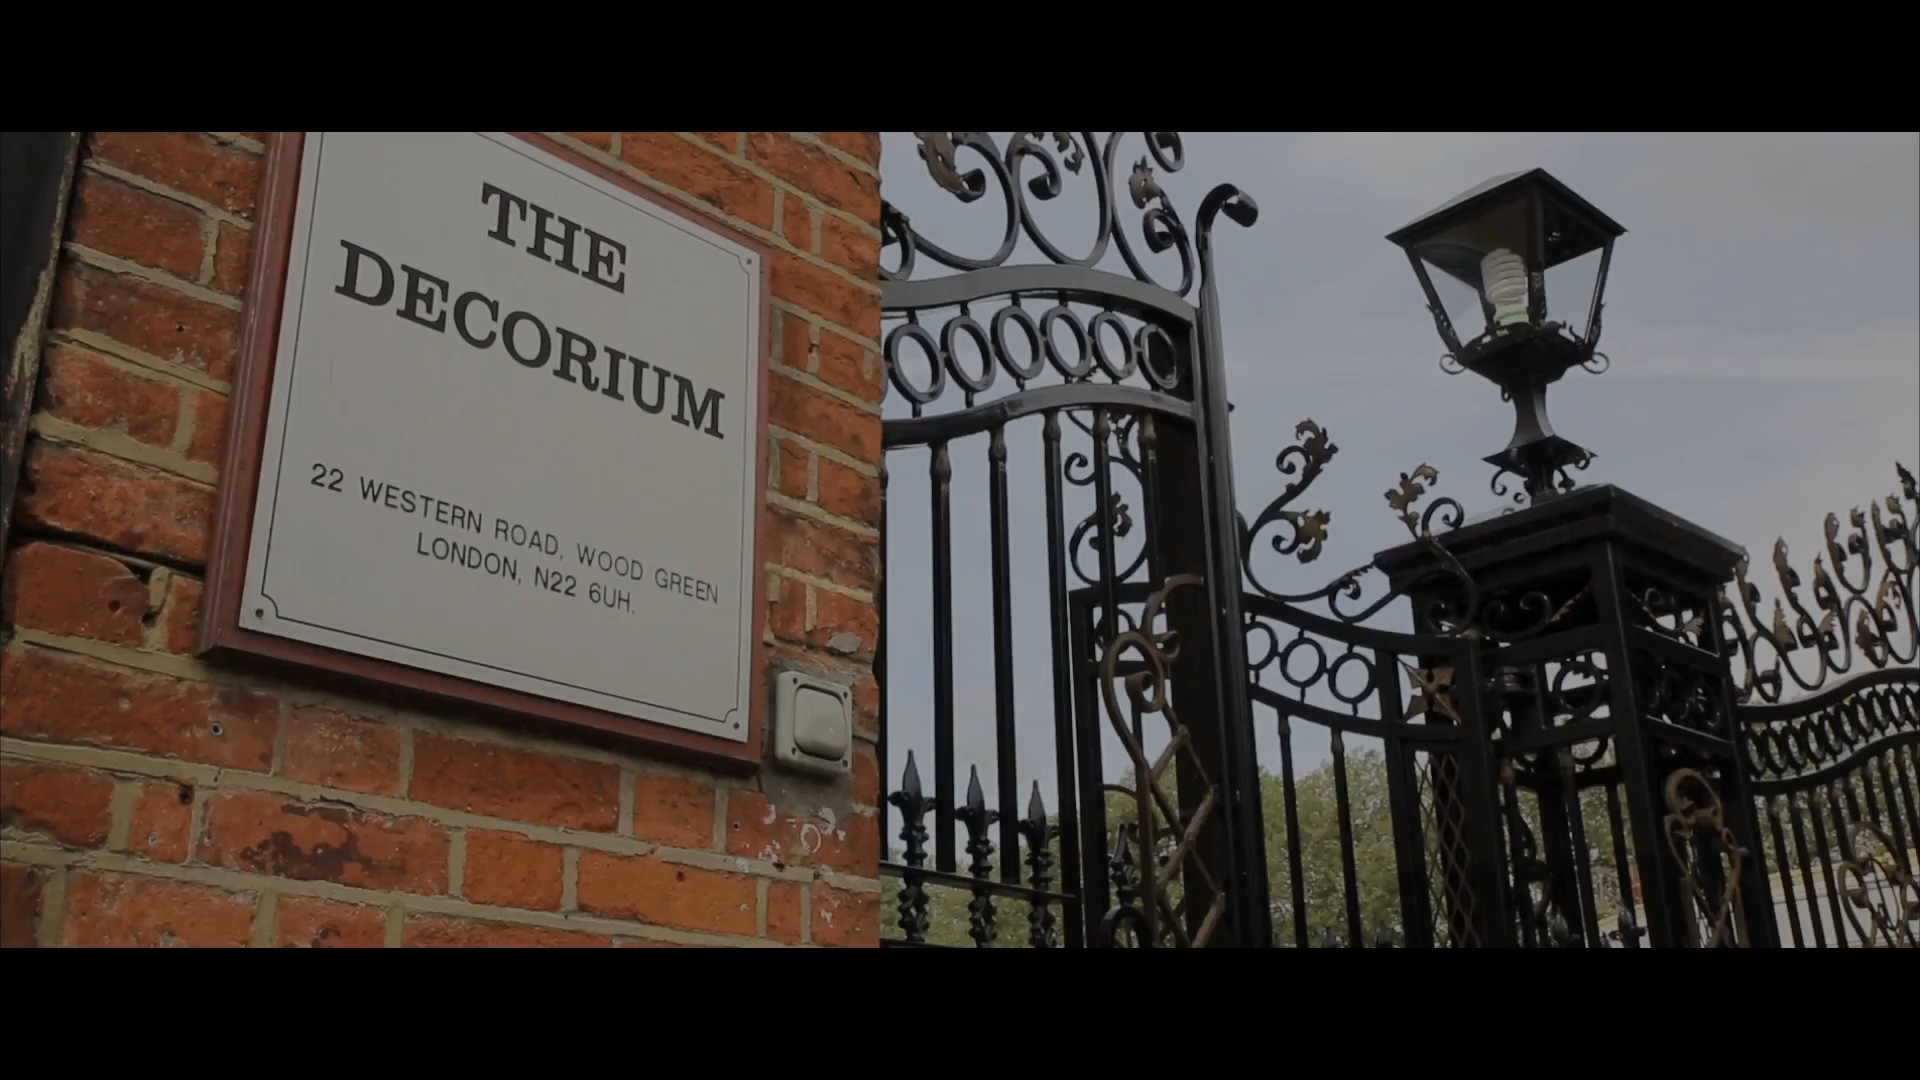 THE
DECORIUM
22 WESTERN ROAD, WOOD GREEN
LONDON, N22 6UH.